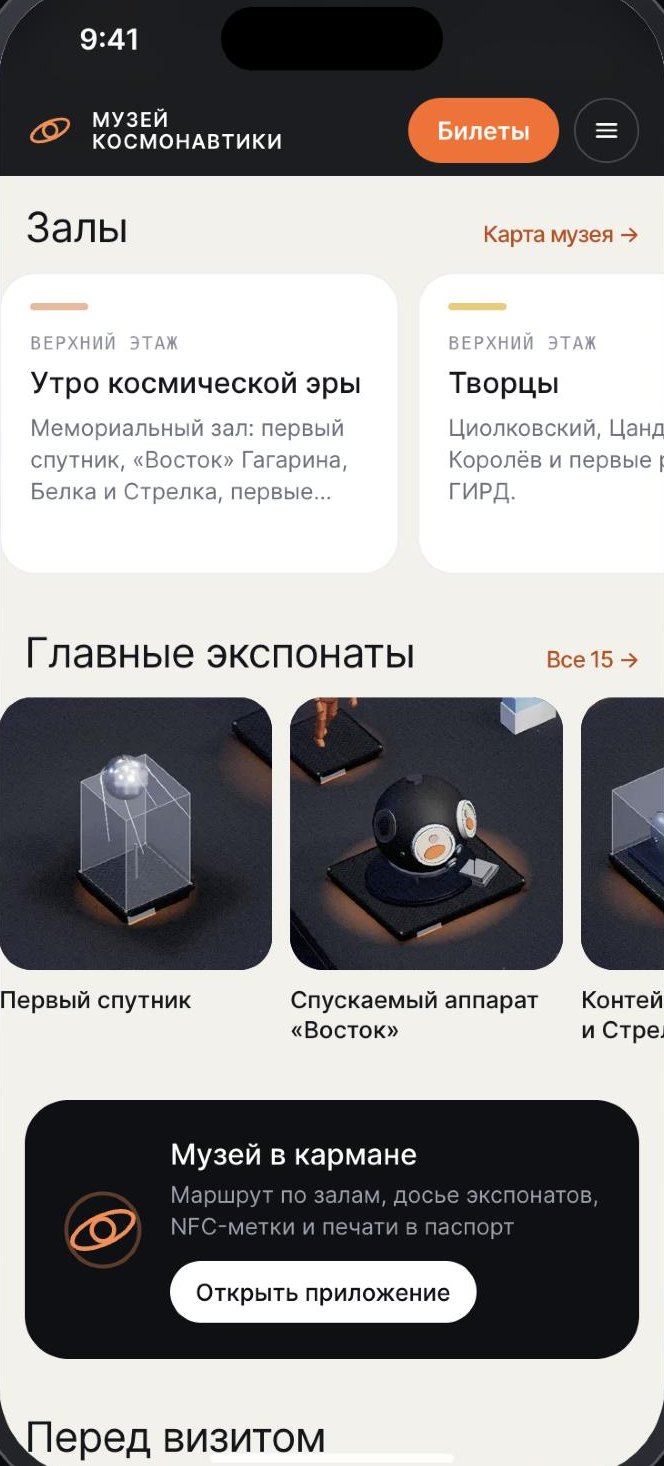 9:41
МУЗЕЙ
КОСМОНАВТИКИ
Билеты
Залы
Карта музея →
ВЕРХНИЙ ЭТАЖ
Утро космической эры
Мемориальный зал: первый
спутник, «Восток» Гагарина,
Белка и Стрелка, первые...
ВЕРХНИЙ ЭТАЖ
Творцы
Циолковский, Цанд
Королёв и первые р
ГИРД.
Главные экспонаты
Все 15 →
Первый спутник
Спускаемый аппарат
«Восток»
Контей
и Стрел
Музей в кармане
Маршрут по залам, досье экспонатов,
NFC-метки и печати в паспорт
Открыть приложение
Перед визитом